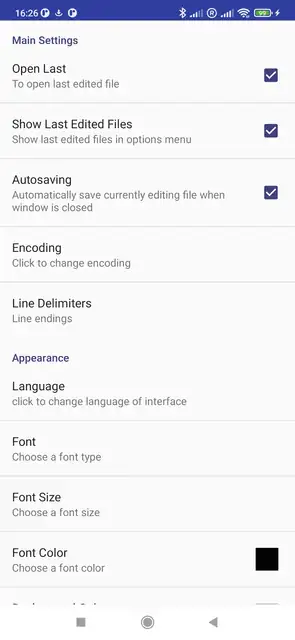 16:26
99
Main Settings
Open Last
To open last edited file
Show Last Edited Files
Show last edited files in options menu
Autosaving
Automatically save currently editing file when
window is closed
Encoding
Click to change encoding
Line Delimiters
Line endings
Appearance
Language
click to change language of interface
Font
Choose a font type
Font Size
Choose a font size
Font Color
Choose a font color